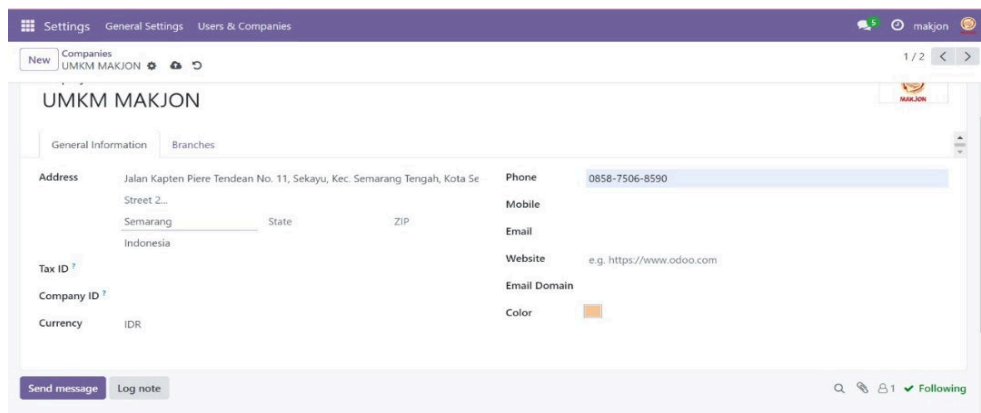 Settings General Settings Users & Companies 5 makjon
New Companies 1 / 2
UMKM MAKJON
UMKM MAKJON
MAKJON
General Information Branches
Address Jalan Kapten Piere Tendean No. 11, Sekayu, Kec. Semarang Tengah, Kota Se Phone 0858-7506-8590
Street 2... Mobile
Semarang State ZIP Email
Indonesia
Website e.g. https://www.odoo.com
Tax ID ?
Email Domain
Company ID ?
Color
Currency IDR
Send message Log note 1 Following